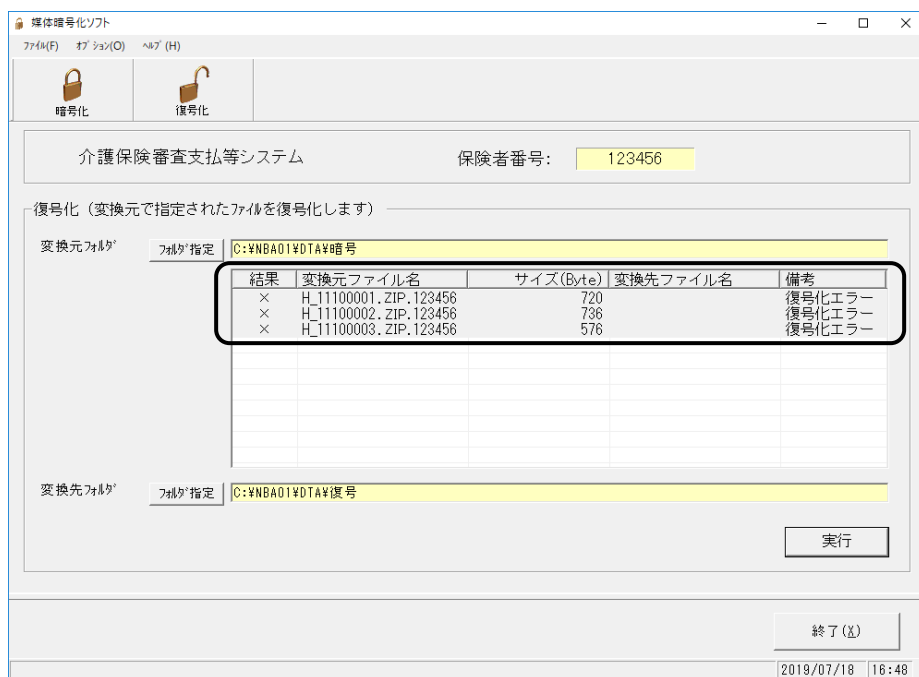 媒体暗号化ソフト
ﾌｧｲﾙ(F) ｵﾌﾟｼｮﾝ(O) ﾍﾙﾌﾟ(H)
暗号化 復号化
介護保険審査支払等システム 保険者番号: 123456
復号化（変換元で指定されたﾌｧｲﾙを復号化します）
変換元ﾌｫﾙﾀﾞ ﾌｫﾙﾀﾞ指定 C:¥NBA01¥DTA¥暗号
結果 変換元ファイル名 サイズ(Byte) 変換先ファイル名 備考
× H_11100001.ZIP.123456 720 復号化エラー
× H_11100002.ZIP.123456 736 復号化エラー
× H_11100003.ZIP.123456 576 復号化エラー
変換先ﾌｫﾙﾀﾞ ﾌｫﾙﾀﾞ指定 C:¥NBA01¥DTA¥復号
実行
終了(X)
2019/07/18 16:48